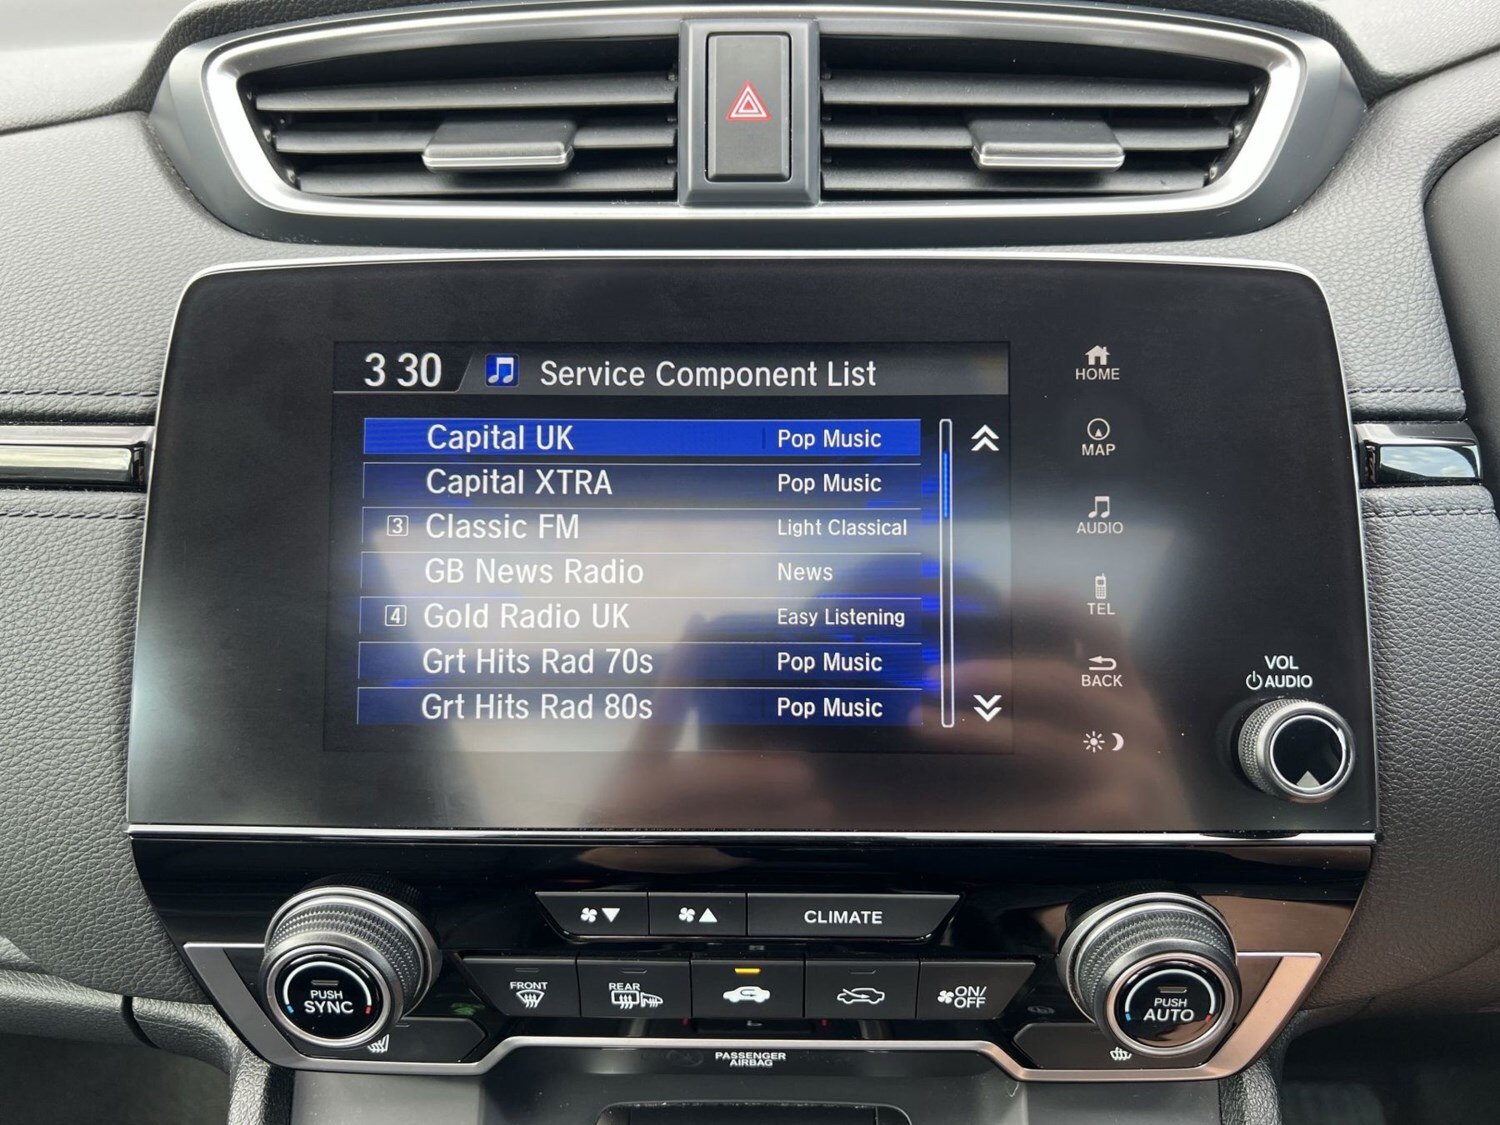 3 30 Service Component List
Capital UK Pop Music
Capital XTRA Pop Music
3 Classic FM Light Classical
GB News Radio News
4 Gold Radio UK Easy Listening
Grt Hits Rad 70s Pop Music
Grt Hits Rad 80s Pop Music
HOME
MAP
AUDIO
TEL
BACK
VOL
AUDIO
CLIMATE
PUSH
SYNC
FRONT
REAR
ON/
OFF
PUSH
AUTO
PASSENGER
AIRBAG